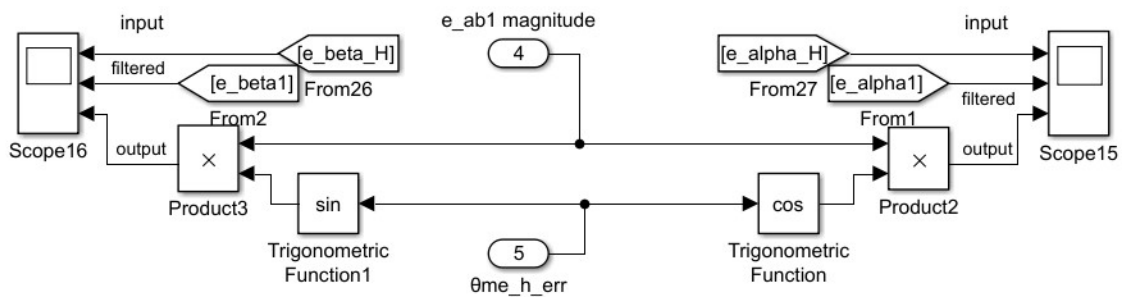 input
e_ab1 magnitude
input
[e_beta_H]
4
[e_alpha_H]
filtered
[e_beta1]
From26
From27
[e_alpha1]
filtered
From2
From1
Scope16
output
×
×
output
Scope15
Product3
sin
cos
Product2
Trigonometric
Function1
5
Trigonometric
Function
θme_h_err